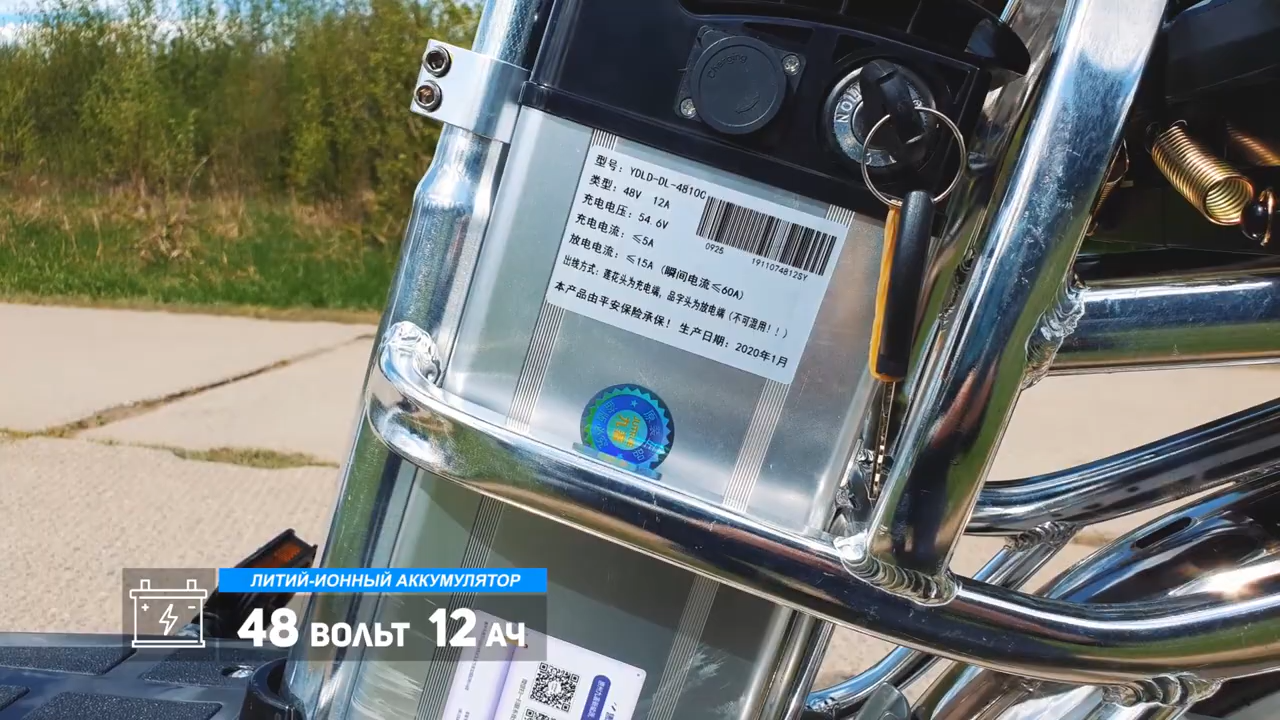 Charging
ON
型号: YDLD-DL-4810C
类型: 48V 12A
充电电压: 54.6V
充电电流: ≤5A
放电电流: ≤15A (瞬间电流≤60A)
出线方式: 莲花头为充电端, 品字头为放电端 (不可混用!!)
本产品由平安保险承保! 生产日期: 2020年1月
0925 1911074812SY
ЛИТИЙ-ИОННЫЙ АККУМУЛЯТОР
48 ВОЛЬТ 12 АЧ